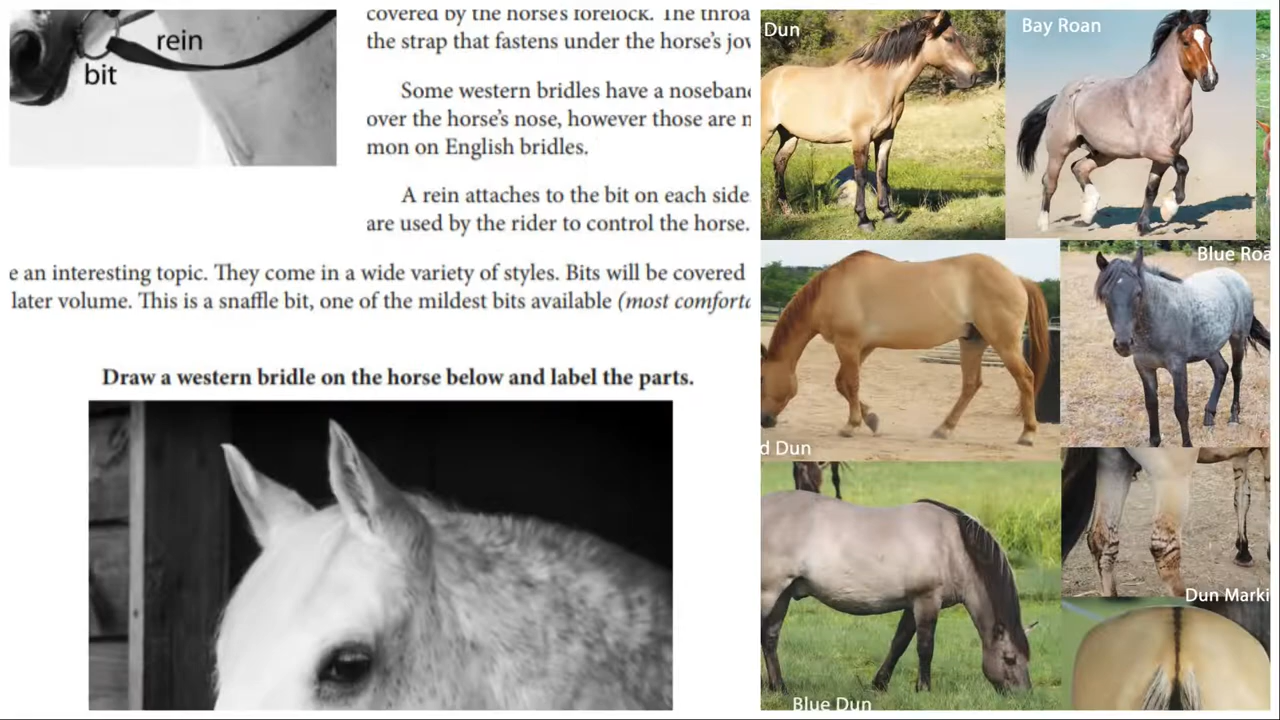 rein
bit
covered by the horse's forelock. The throa
the strap that fastens under the horse's jov
Some western bridles have a noseban
over the horse's nose, however those are n
mon on English bridles.
A rein attaches to the bit on each side
are used by the rider to control the horse.
e an interesting topic. They come in a wide variety of styles. Bits will be covered
later volume. This is a snaffle bit, one of the mildest bits available (most comforta
Draw a western bridle on the horse below and label the parts.
Dun
Bay Roan
Blue Roa
d Dun
Dun Marki
Blue Dun